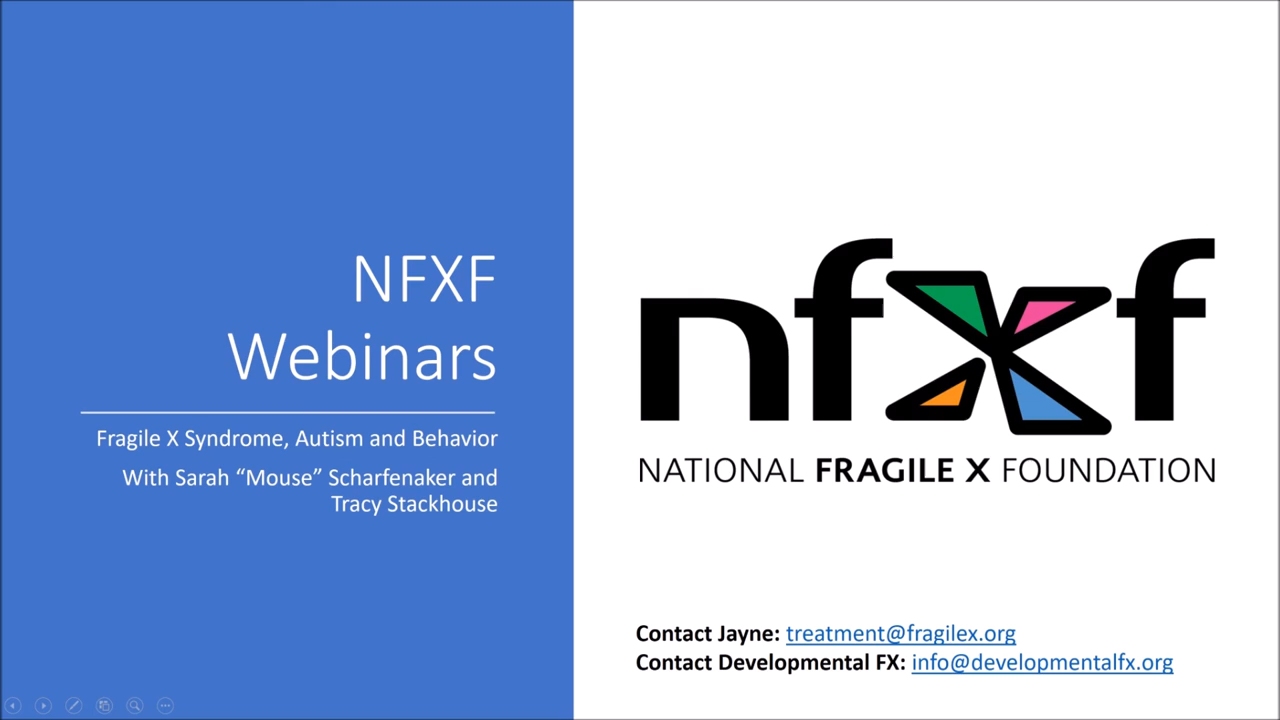 NFXF
Webinars
Fragile X Syndrome, Autism and Behavior
With Sarah “Mouse” Scharfenaker and
Tracy Stackhouse
nfxf
NATIONAL FRAGILE X FOUNDATION
Contact Jayne: treatment@fragilex.org
Contact Developmental FX: info@developmentalfx.org